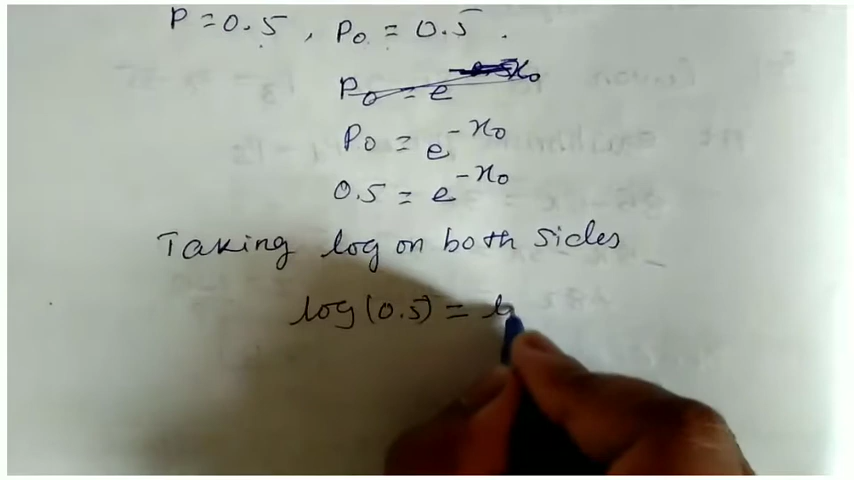 P = 0.5, P₀ = 0.5.
P₀ = e⁻ˣ⁰
0.5 = e⁻ˣ⁰
Taking log on both sides
log(0.5) = l